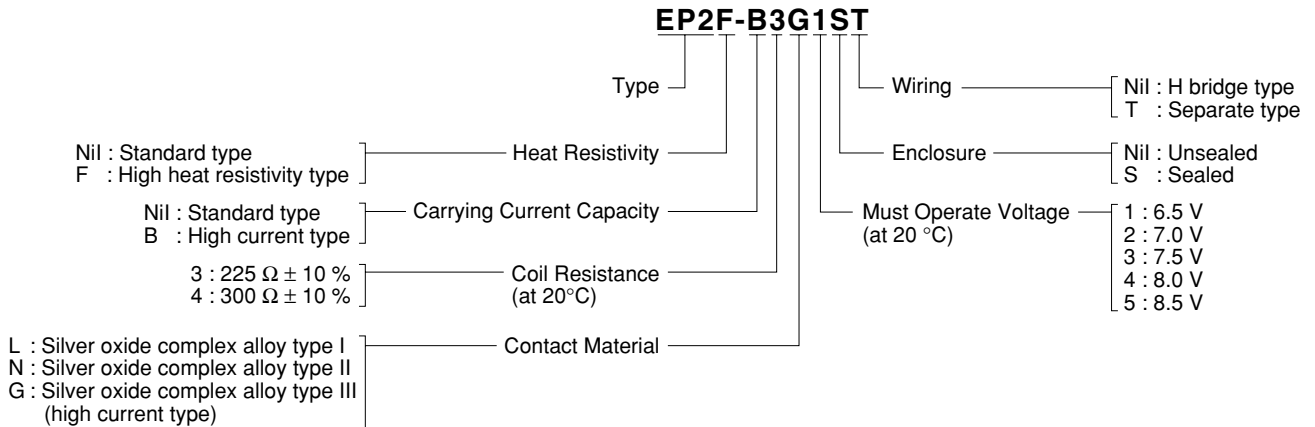 EP2F-B3G1ST
Type
Wiring
Nil : H bridge type
T : Separate type
Nil : Standard type
F : High heat resistivity type
Heat Resistivity
Enclosure
Nil : Unsealed
S : Sealed
Nil : Standard type
B : High current type
Carrying Current Capacity
Must Operate Voltage
(at 20 °C)
1 : 6.5 V
2 : 7.0 V
3 : 7.5 V
4 : 8.0 V
5 : 8.5 V
3 : 225 Ω ± 10 %
4 : 300 Ω ± 10 %
Coil Resistance
(at 20°C)
L : Silver oxide complex alloy type I
N : Silver oxide complex alloy type II
G : Silver oxide complex alloy type III
(high current type)
Contact Material